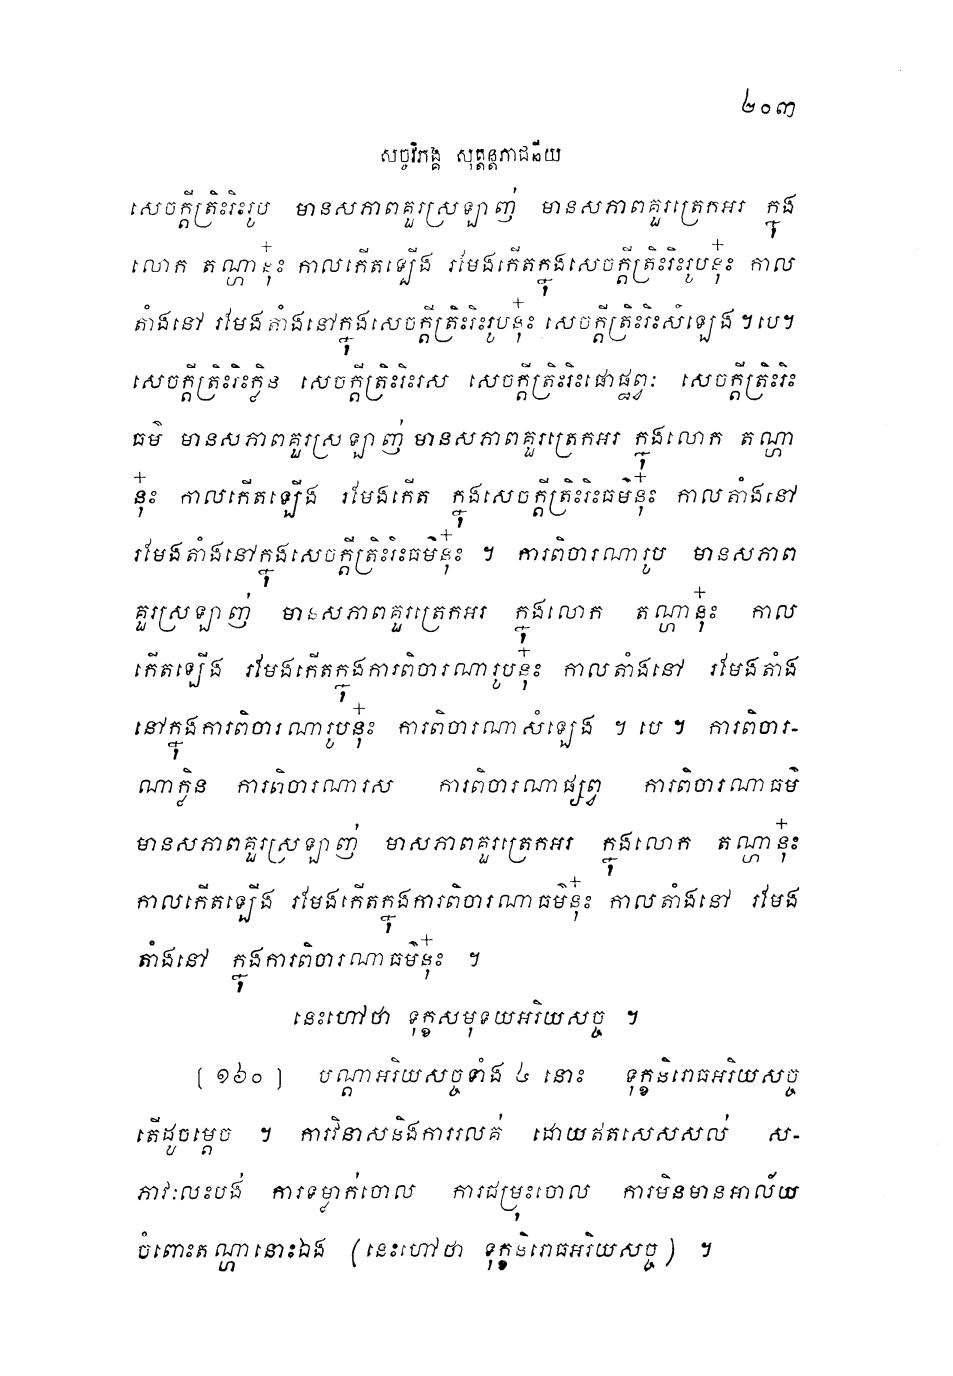 ២០៣
សច្ចវិភង្គ សុត្តន្តភាជនីយ
សេចក្តីត្រិះរិះរូប មានសភាពគួរស្រឡាញ់ មានសភាពគួរត្រេកអរ ក្នុង
លោក តណ្ហានុ៎ះ កាលកើតឡើង រមែងកើតក្នុងសេចក្តីត្រិះរិះរូបនុ៎ះ កាល
តាំងនៅ រមែងតាំងនៅក្នុងសេចក្តីត្រិះរិះរូបនុ៎ះ សេចក្តីត្រិះរិះសំឡេង ។បេ។
សេចក្តីត្រិះរិះក្លិន សេចក្តីត្រិះរិះរស សេចក្តីត្រិះរិះផោផ្ឋព្វៈ សេចក្តីត្រិះរិះ
ធម៌ មានសភាពគួរស្រឡាញ់ មានសភាពគួរត្រេកអរ ក្នុងលោក តណ្ហា
នុ៎ះ កាលកើតឡើង រមែងកើត ក្នុងសេចក្តីត្រិះរិះធម៌នុ៎ះ កាលតាំងនៅ
រមែងតាំងនៅក្នុងសេចក្តីត្រិះរិះធម៌នុ៎ះ ។ ការពិចារណារូប មានសភាព
គួរស្រឡាញ់ មានសភាពគួរត្រេកអរ ក្នុងលោក តណ្ហានុ៎ះ កាល
កើតឡើង រមែងកើតក្នុងការពិចារណារូបនុ៎ះ កាលតាំងនៅ រមែងតាំង
នៅក្នុងការពិចារណារូបនុ៎ះ ការពិចារណាសំឡេង ។ បេ ។ ការពិចារ-
ណាក្លិន ការពិចារណារស ការពិចារណាផ្សព្វ ការពិចារណាធម៌
មានសភាពគួរស្រឡាញ់ មាសភាពគួរត្រេកអរ ក្នុងលោក តណ្ហានុ៎ះ
កាលកើតឡើង រមែងកើតក្នុងការពិចារណាធម៌នុ៎ះ កាលតាំងនៅ រមែង
តាំងនៅ ក្នុងការពិចារណាធម៌នុ៎ះ ។
នេះហៅថា ទុក្ខសមុទយអរិយសច្ច ។
[ ១៦០ ] បណ្តាអរិយសច្ចទាំង ៤ នោះ ទុក្ខនិរោធអរិយសច្ច
តើដូចម្តេច ។ ការវិនាសនិងការរលត់ ដោយឥតសេសសល់ ស-
ភាវៈលះបង់ ការទម្លាក់ចោល ការជម្រុះចោល ការមិនមានអាល័យ
ចំពោះតណ្ហានោះឯង (នេះហៅថា ទុក្ខនិរោធអរិយសច្ច) ។